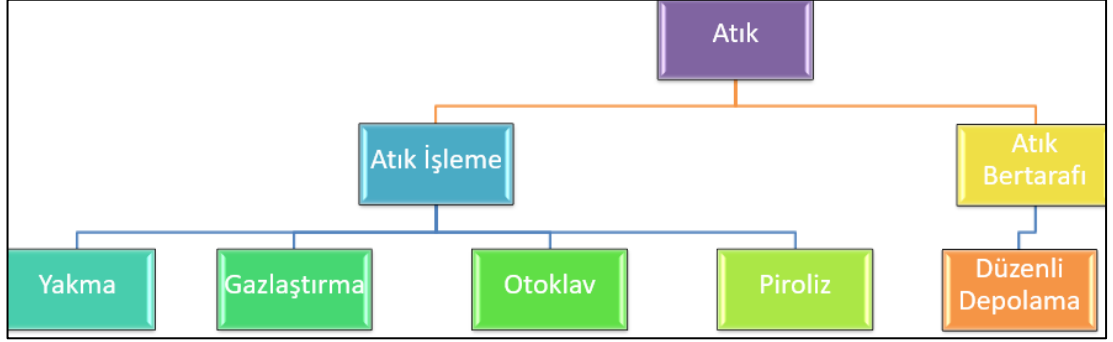 Atık
Atık İşleme
Atık
Bertarafı
Yakma
Gazlaştırma
Otoklav
Piroliz
Düzenli
Depolama